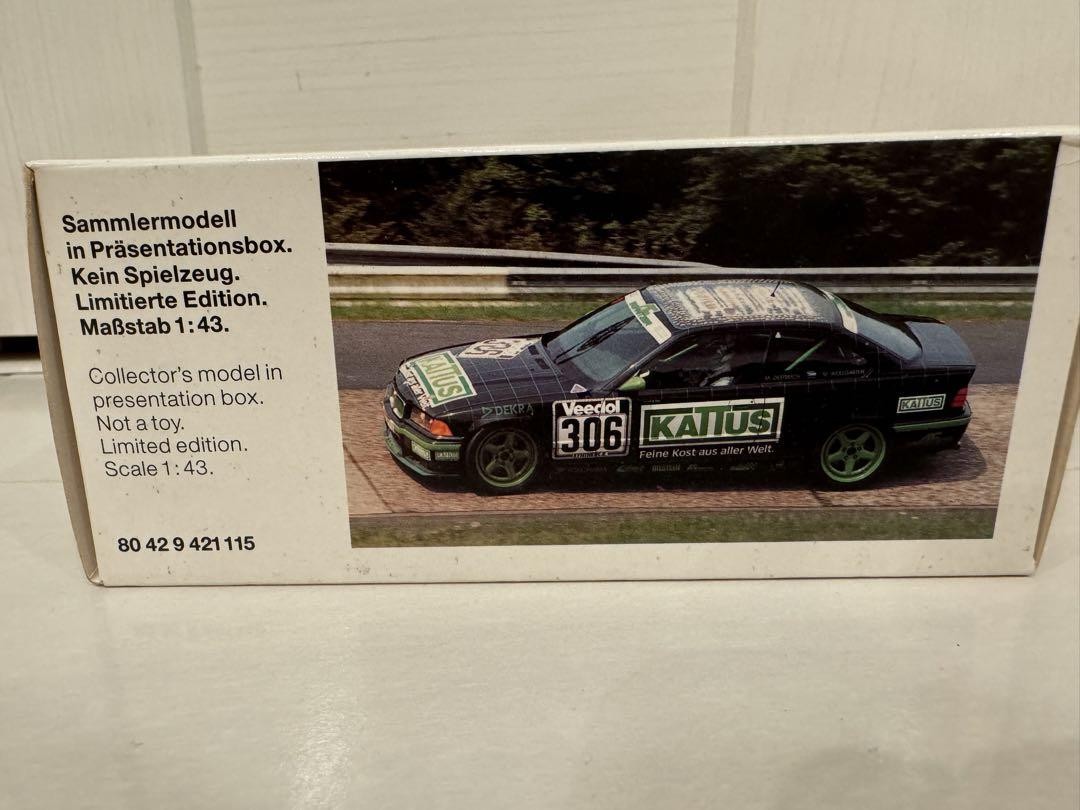 Sammlermodell
in Präsentationsbox.
Kein Spielzeug.
Limitierte Edition.
Maßstab 1:43.
Collector's model in
presentation box.
Not a toy.
Limited edition.
Scale 1:43.
80 42 9 421 115
KATTUS
DEKRA
Veedol
306
KATTUS
Feine Kost aus aller Welt.
KATTUS